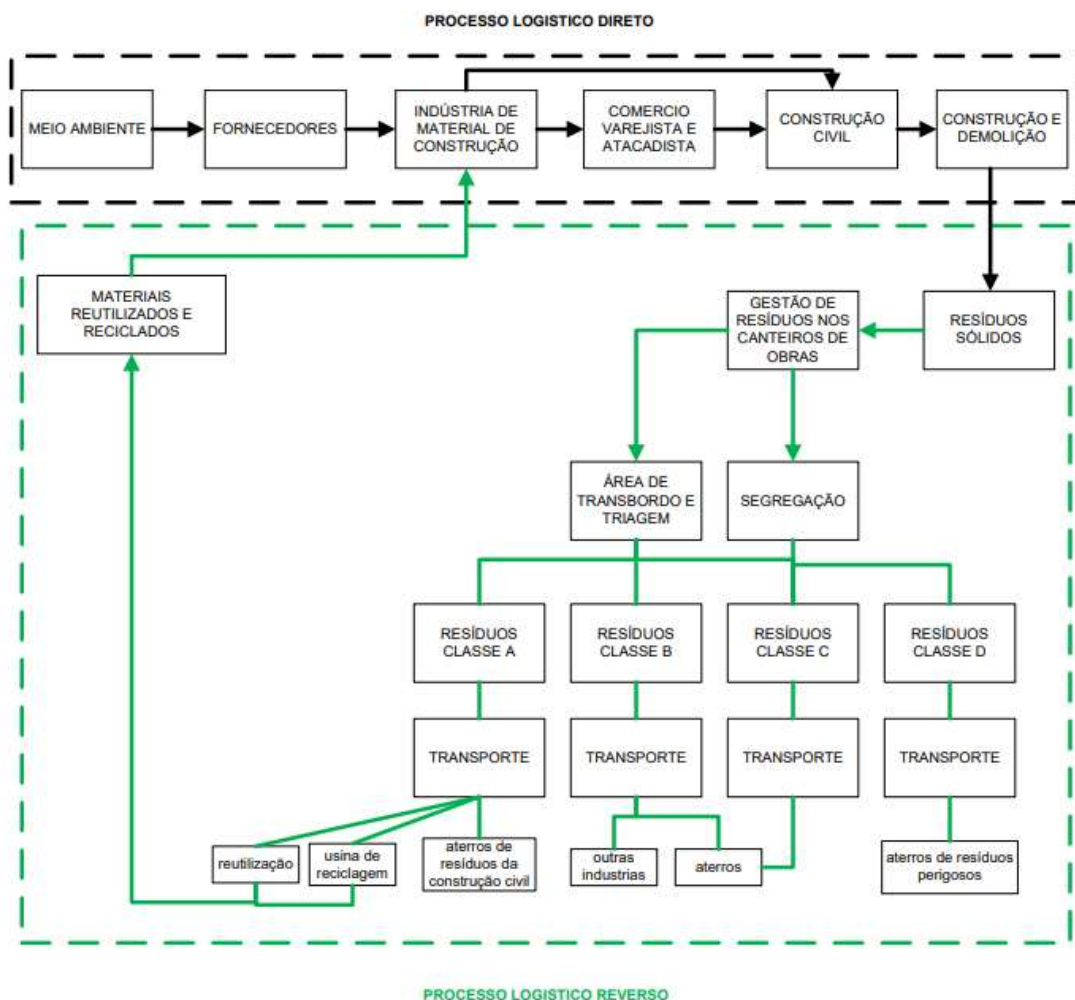 PROCESSO LOGISTICO DIRETO
MEIO AMBIENTE
FORNECEDORES
INDÚSTRIA DE
MATERIAL DE
CONSTRUÇÃO
COMERCIO
VAREJISTA E
ATACADISTA
CONSTRUÇÃO
CIVIL
CONSTRUÇÃO E
DEMOLIÇÃO
MATERIAIS
REUTILIZADOS E
RECICLADOS
GESTÃO DE
RESÍDUOS NOS
CANTEIROS DE
OBRAS
RESÍDUOS
SÓLIDOS
ÁREA DE
TRANSBORDO E
TRIAGEM
SEGREGAÇÃO
RESÍDUOS
CLASSE A
RESÍDUOS
CLASSE B
RESÍDUOS
CLASSE C
RESÍDUOS
CLASSE D
TRANSPORTE
TRANSPORTE
TRANSPORTE
TRANSPORTE
reutilização
usina de
reciclagem
aterros de
resíduos da
construção civil
outras
industrias
aterros
aterros de resíduos
perigosos
PROCESSO LOGISTICO REVERSO